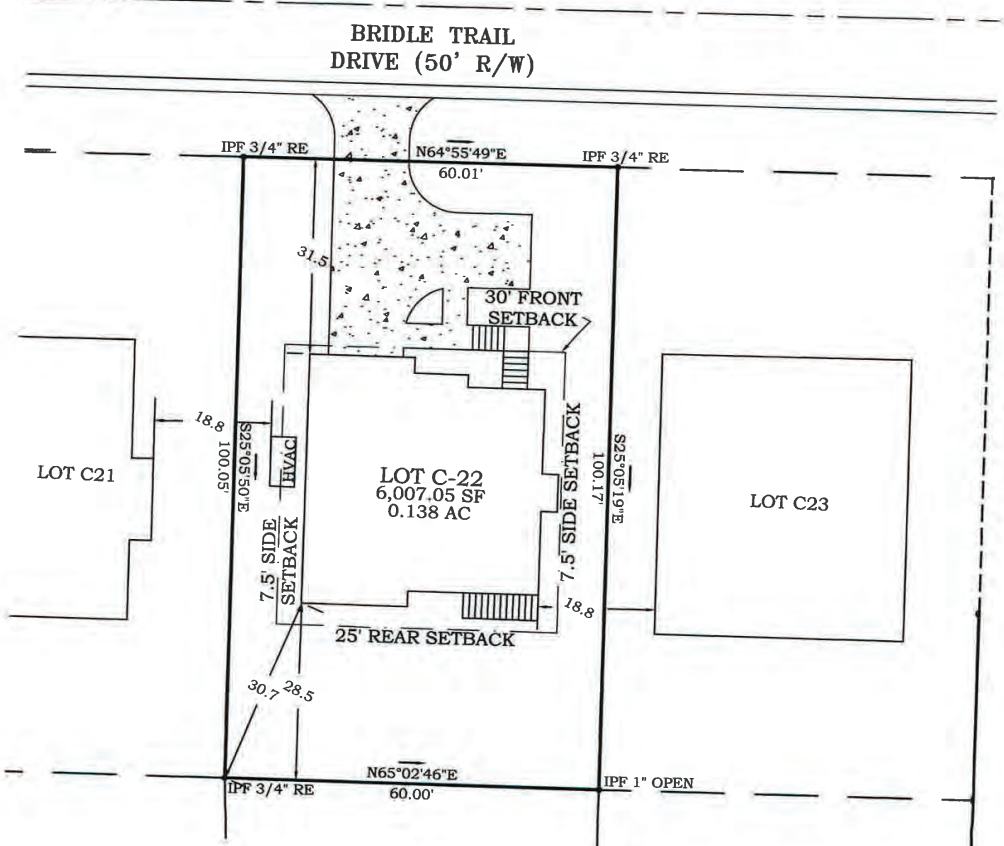 BRIDLE TRAIL
DRIVE (50' R/W)
IPF 3/4" RE
N64°55'49"E
60.01'
IPF 3/4" RE
31.5
30' FRONT
SETBACK
18.8
S25°05'50"E
100.05'
HVAC
LOT C21
LOT C-22
6,007.05 SF
0.138 AC
7.5' SIDE SETBACK
S25°05'19"E
100.17'
LOT C23
7.5' SIDE
SETBACK
18.8
25' REAR SETBACK
30.7
28.5
IPF 3/4" RE
N65°02'46"E
60.00'
IPF 1" OPEN